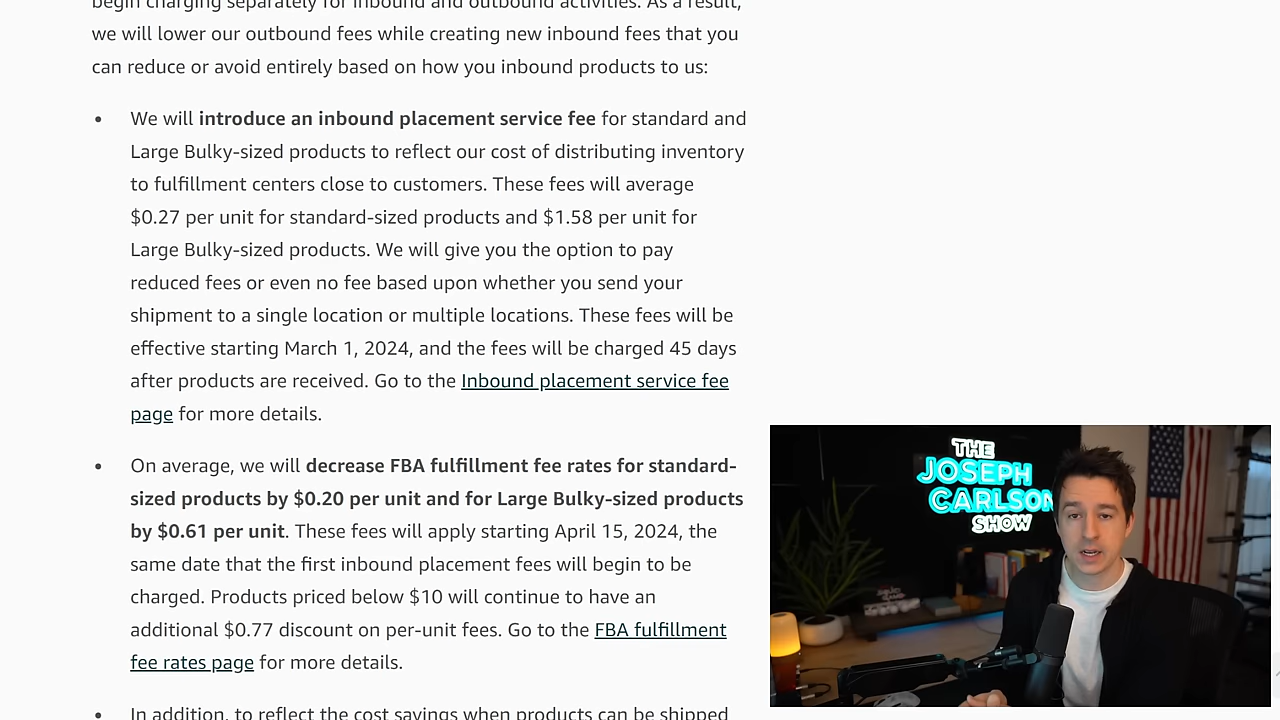 begin charging separately for inbound and outbound activities. As a result,
we will lower our outbound fees while creating new inbound fees that you
can reduce or avoid entirely based on how you inbound products to us:
• We will introduce an inbound placement service fee for standard and
Large Bulky-sized products to reflect our cost of distributing inventory
to fulfillment centers close to customers. These fees will average
$0.27 per unit for standard-sized products and $1.58 per unit for
Large Bulky-sized products. We will give you the option to pay
reduced fees or even no fee based upon whether you send your
shipment to a single location or multiple locations. These fees will be
effective starting March 1, 2024, and the fees will be charged 45 days
after products are received. Go to the Inbound placement service fee
page for more details.
• On average, we will decrease FBA fulfillment fee rates for standard-
sized products by $0.20 per unit and for Large Bulky-sized products
by $0.61 per unit. These fees will apply starting April 15, 2024, the
same date that the first inbound placement fees will begin to be
charged. Products priced below $10 will continue to have an
additional $0.77 discount on per-unit fees. Go to the FBA fulfillment
fee rates page for more details.
• In addition, to reflect the cost savings when products can be shipped
THE
JOSEPH
CARLSON
SHOW